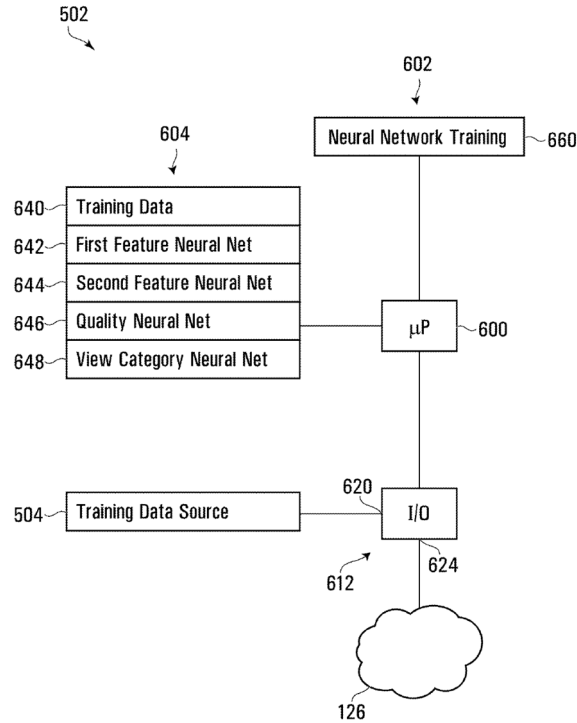 502
602
Neural Network Training
660
604
640
Training Data
642
First Feature Neural Net
644
Second Feature Neural Net
646
Quality Neural Net
648
View Category Neural Net
μP
600
504
Training Data Source
620
I/O
612
624
126